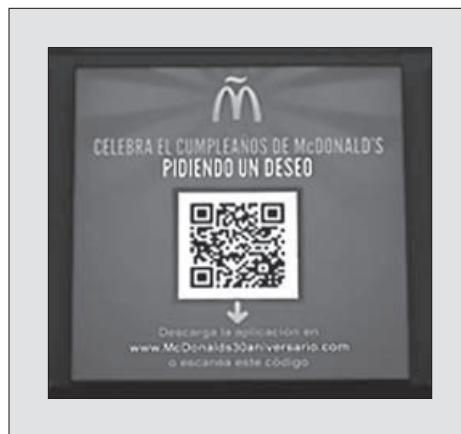 M̃
CELEBRA EL CUMPLEAÑOS DE McDONALD'S
PIDIENDO UN DESEO
Descarga la aplicación en
www.McDonalds30aniversario.com
o escanea este código